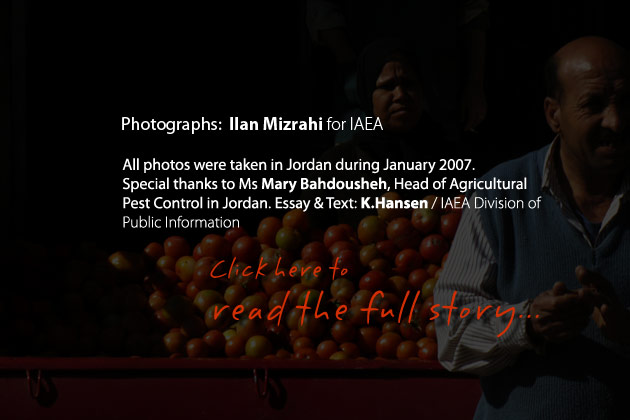 Photographs: Ilan Mizrahi for IAEA
All photos were taken in Jordan during January 2007.
Special thanks to Ms Mary Bahdousheh, Head of Agricultural
Pest Control in Jordan. Essay & Text: K.Hansen / IAEA Division of
Public Information
Click here to
read the full story...